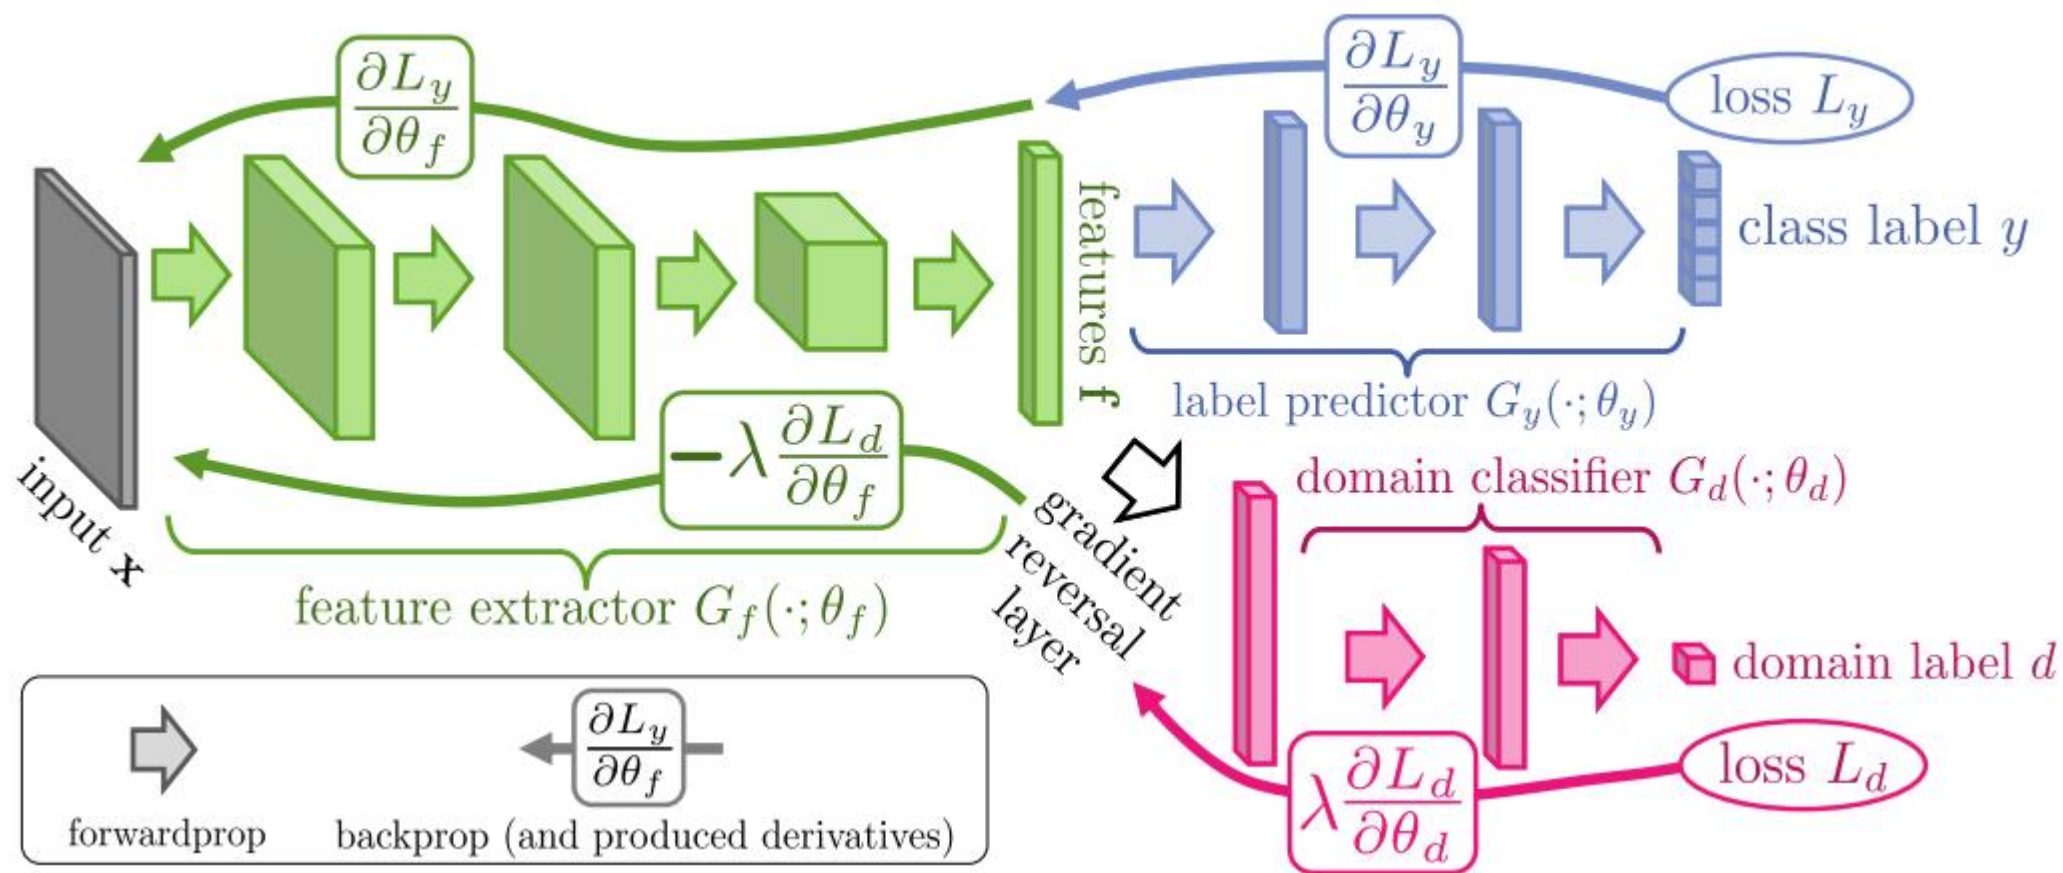 ∂L_y
∂θ_f
∂L_y
∂θ_y
loss L_y
features f
class label y
label predictor G_y(·; θ_y)
input x
−λ ∂L_d
∂θ_f
feature extractor G_f(·; θ_f)
gradient
reversal
layer
domain classifier G_d(·; θ_d)
domain label d
loss L_d
λ ∂L_d
∂θ_d
∂L_y
∂θ_f
forwardprop
backprop (and produced derivatives)